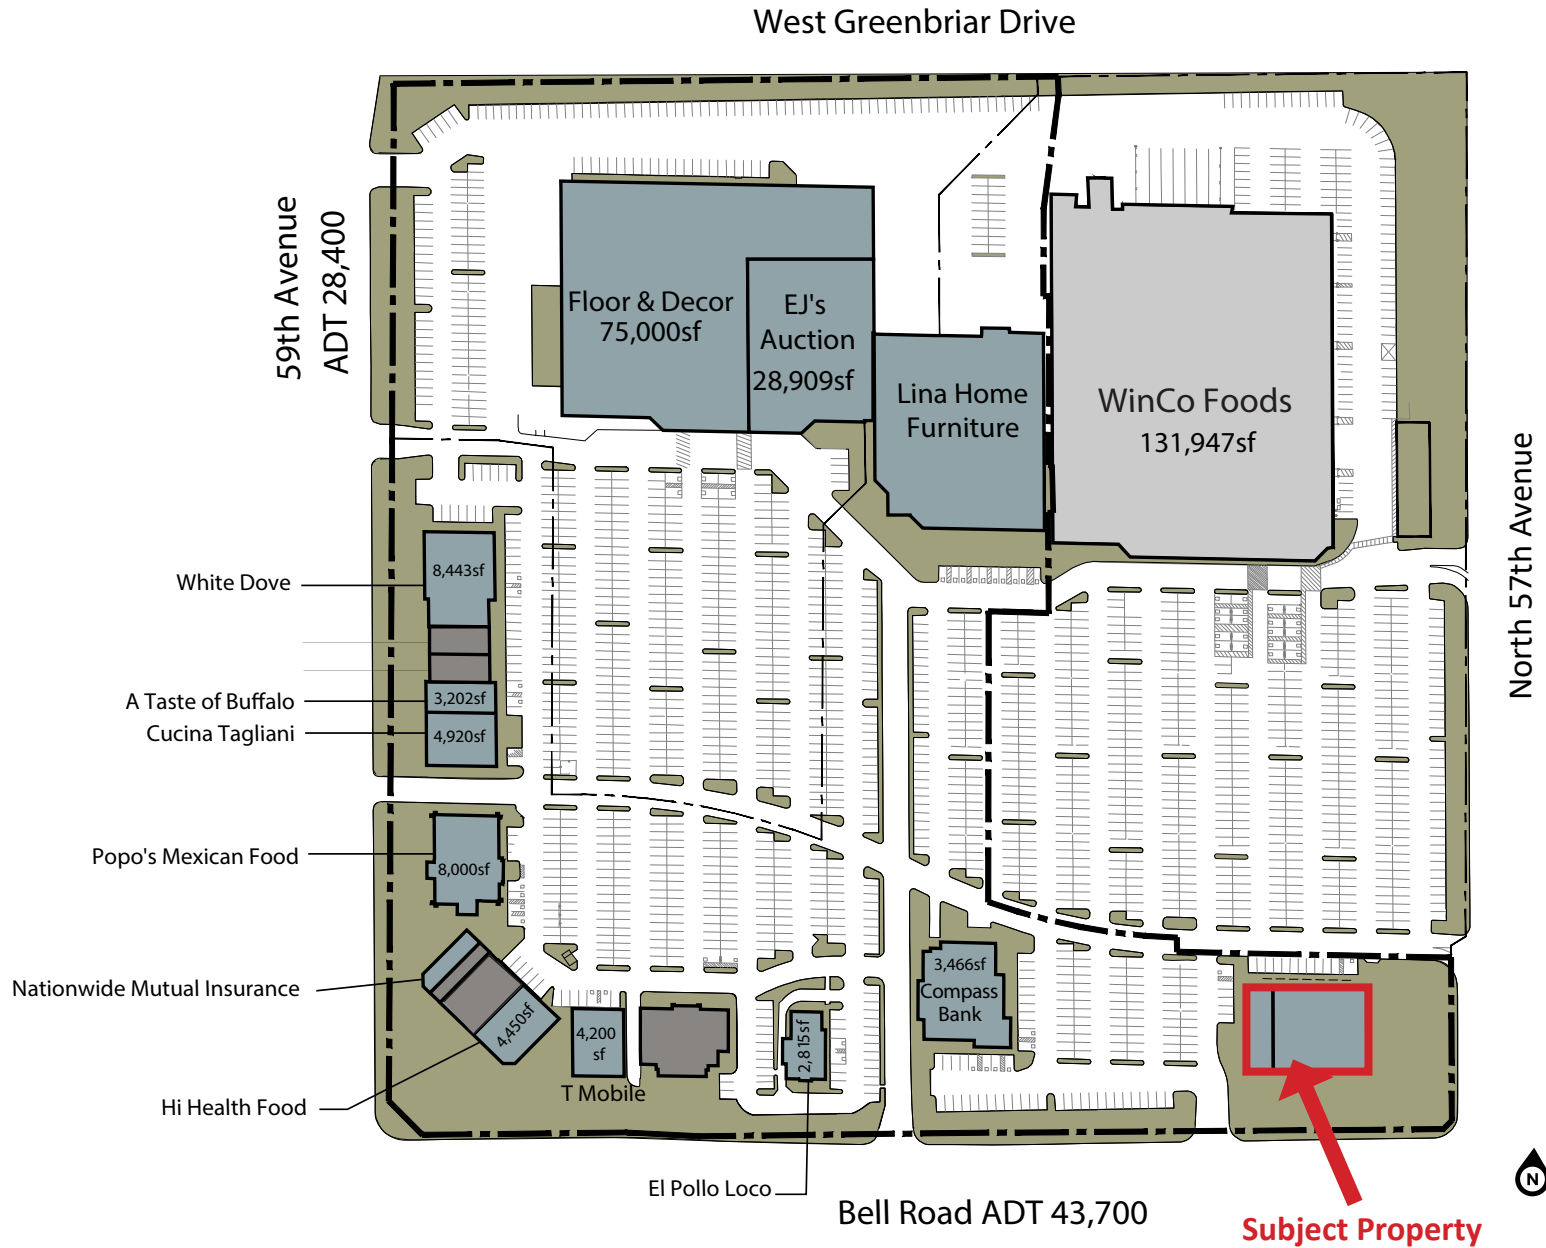 West Greenbriar Drive
59th Avenue
ADT 28,400
Floor & Decor
75,000sf
EJ's
Auction
28,909sf
Lina Home
Furniture
WinCo Foods
131,947sf
North 57th Avenue
White Dove
8,443sf
A Taste of Buffalo
3,202sf
Cucina Tagliani
4,920sf
Popo's Mexican Food
8,000sf
Nationwide Mutual Insurance
4,450sf
Hi Health Food
4,200
sf
T Mobile
2,815sf
El Pollo Loco
3,466sf
Compass
Bank
Bell Road ADT 43,700
Subject Property
N